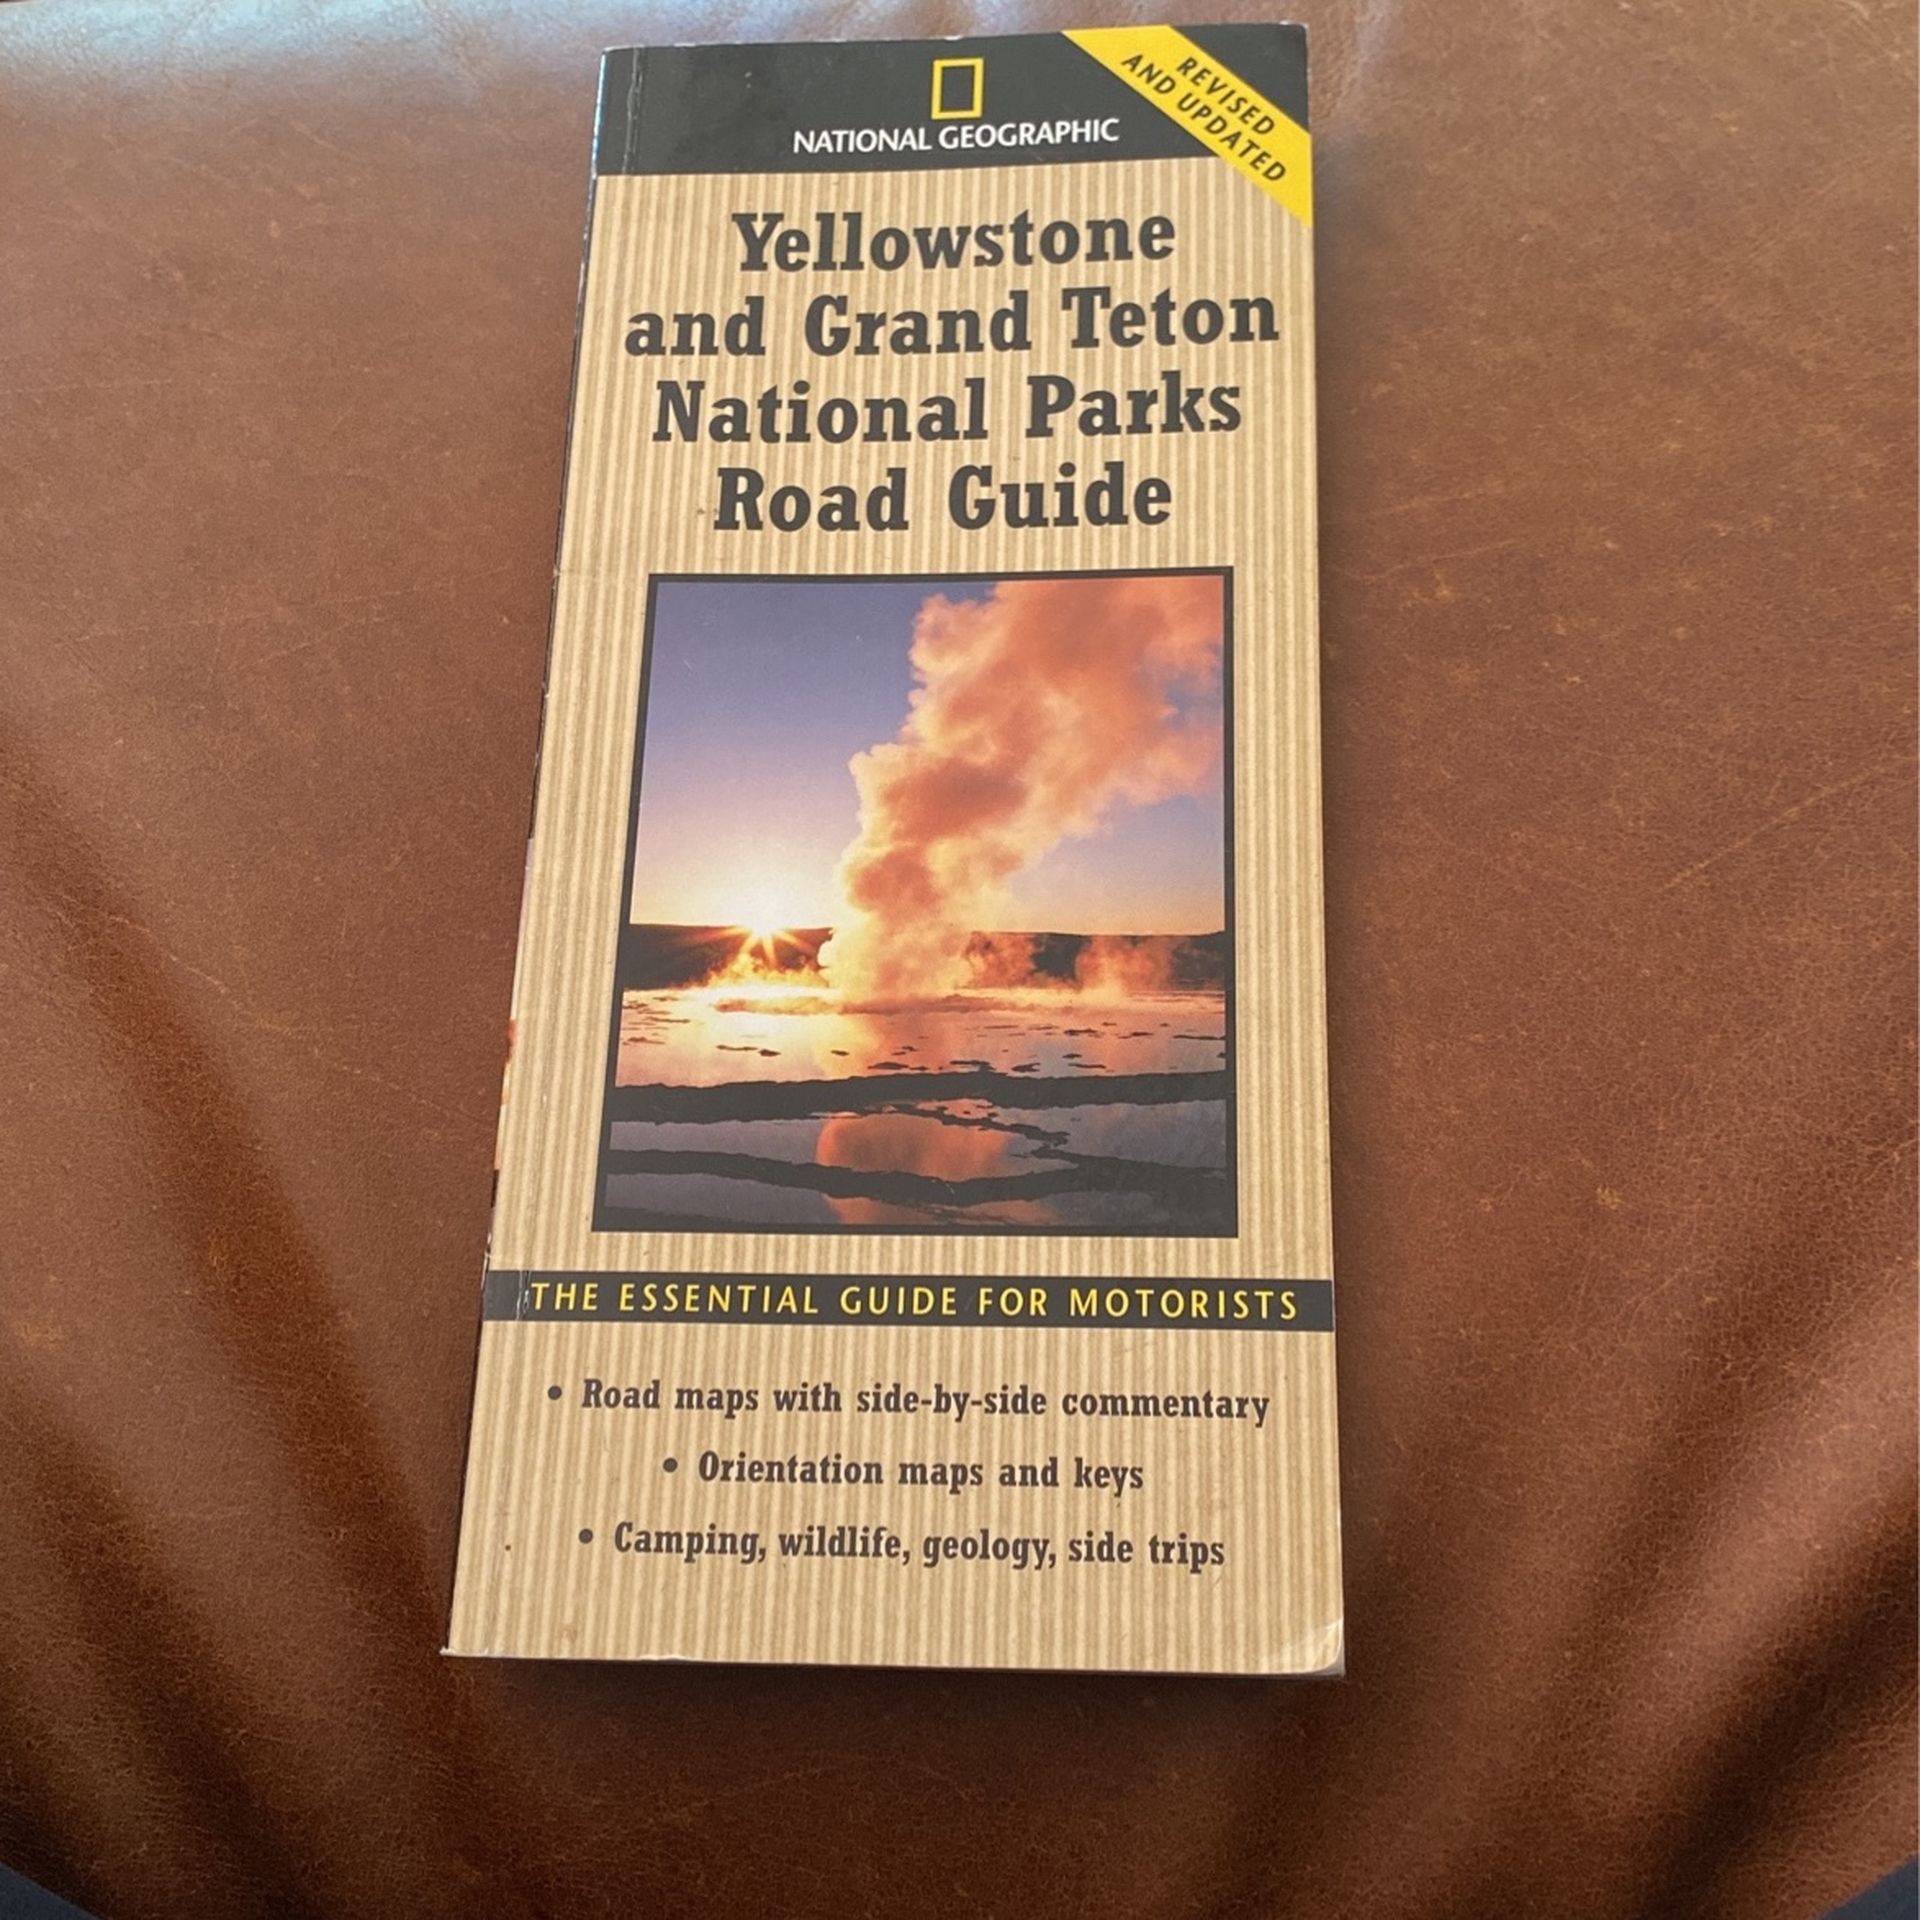 NATIONAL GEOGRAPHIC
REVISED
AND UPDATED
Yellowstone
and Grand Teton
National Parks
Road Guide
THE ESSENTIAL GUIDE FOR MOTORISTS
• Road maps with side-by-side commentary
• Orientation maps and keys
• Camping, wildlife, geology, side trips